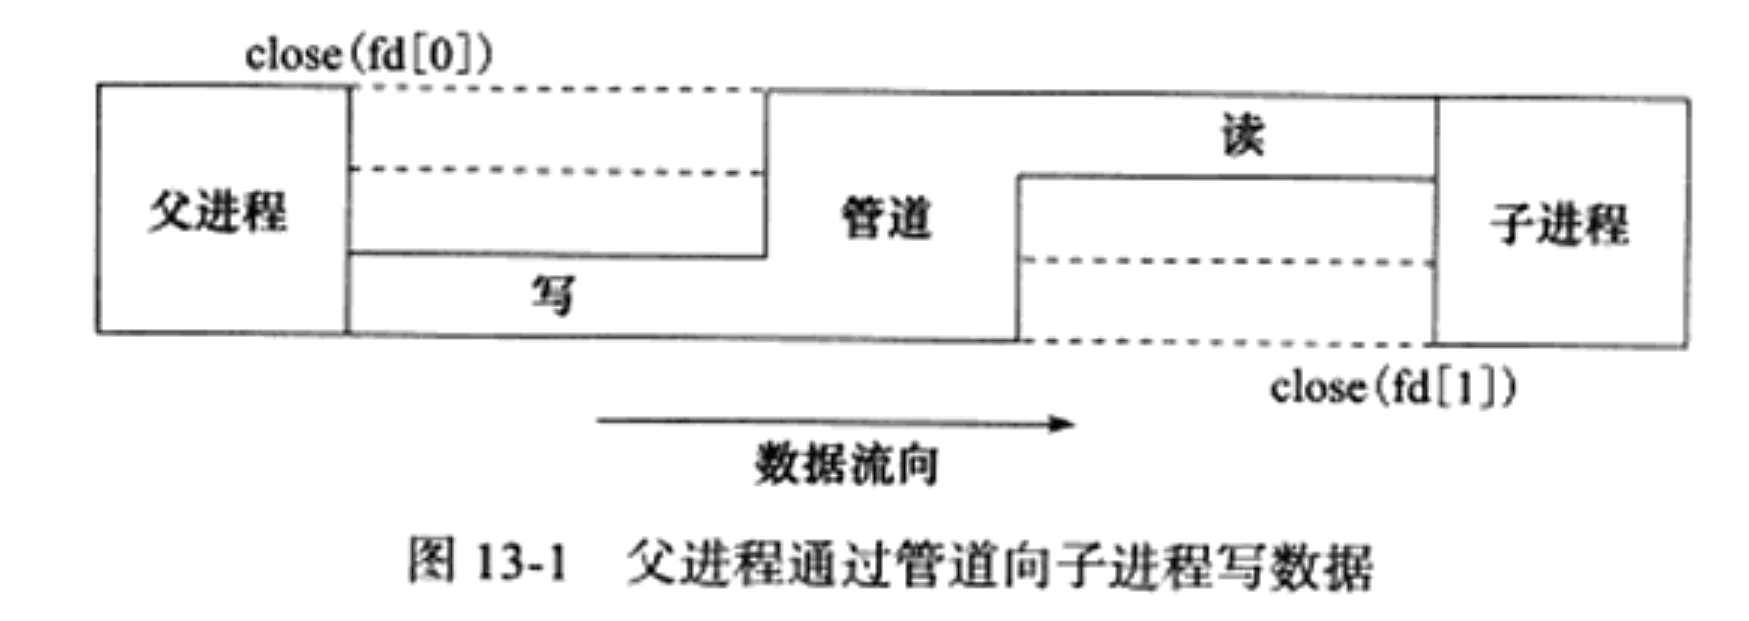 close(fd[0])
读
父进程
管道
子进程
写
close(fd[1])
数据流向
图 13-1 父进程通过管道向子进程写数据